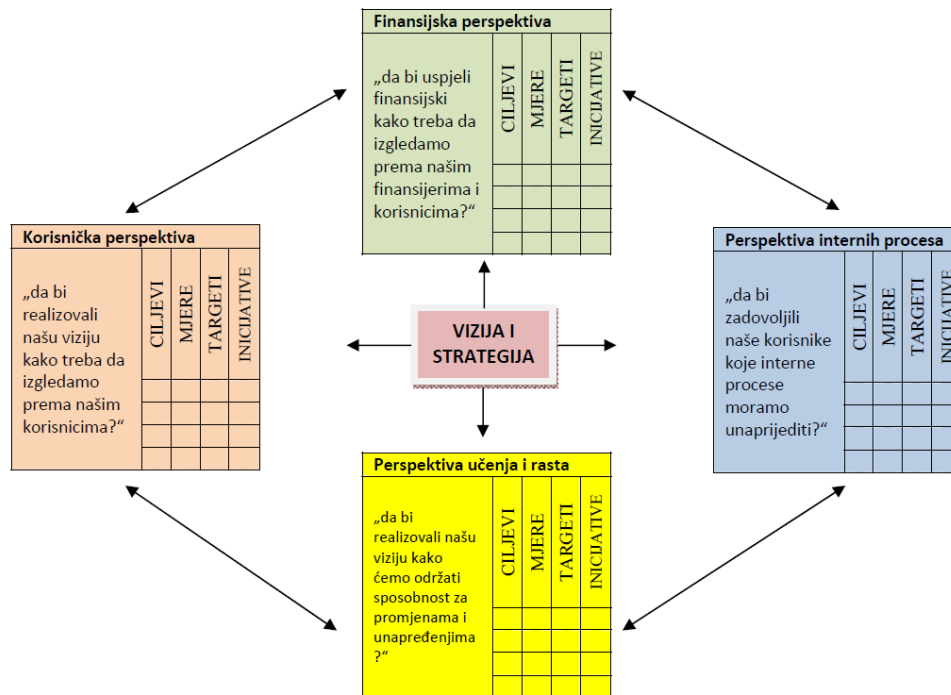 Finansijska perspektiva
„da bi uspjeli
finansijski
kako treba da
izgledamo
prema našim
finansijerima i
korisnicima?“
CILJEVI
MJERE
TARGETI
INICIJATIVE
Korisnička perspektiva
„da bi
realizovali
našu viziju
kako treba da
izgledamo
prema našim
korisnicima?“
CILJEVI
MJERE
TARGETI
INICIJATIVE
VIZIJA I
STRATEGIJA
Perspektiva internih procesa
„da bi
zadovoljili
naše korisnike
koje interne
procese
moramo
unaprijediti?“
CILJEVI
MJERE
TARGETI
INICIJATIVE
Perspektiva učenja i rasta
„da bi
realizovali našu
viziju kako
ćemo održati
sposobnost za
promjenama i
unapređenjima
?“
CILJEVI
MJERE
TARGETI
INICIJATIVE